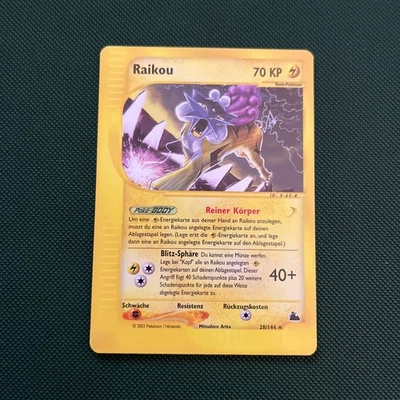 Raikou 70 KP
Basis-Pokémon
Poké-BODY Reiner Körper
Um eine -Energiekarte aus deiner Hand an Raikou anzulegen,
musst du eine an Raikou angelegte Energiekarte auf deinen
Ablagestapel legen. (Lege erst die -Energiekarte an, und lege
dann eine an Raikou angelegte Energiekarte auf den Ablagestapel.)
Blitz-Sphäre Du kannst eine Münze werfen.
Lege bei "Kopf" alle an Raikou angelegten
-Energiekarten auf deinen Ablagestapel. Dieser
Angriff fügt 40 Schadenspunkte plus 20 weitere
Schadenspunkte für jede auf diese Weise
abgelegte Energiekarte zu.
40+
Schwäche Resistenz Rückzugskosten
© 2003 Pokémon / Nintendo Mitsuhiro Arita 28/144